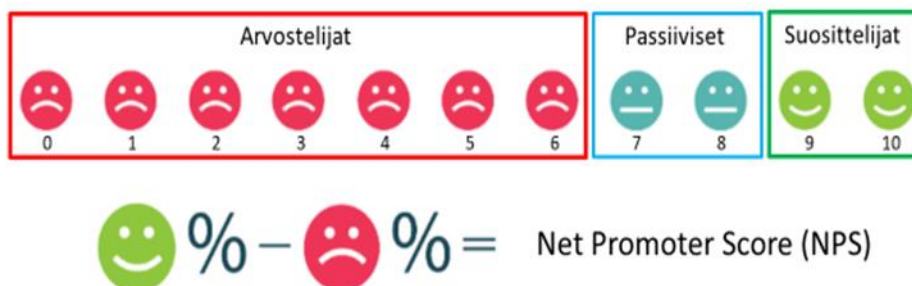 Arvostelijat Passiiviset Suosittelijat
0 1 2 3 4 5 6 7 8 9 10
% – % = Net Promoter Score (NPS)